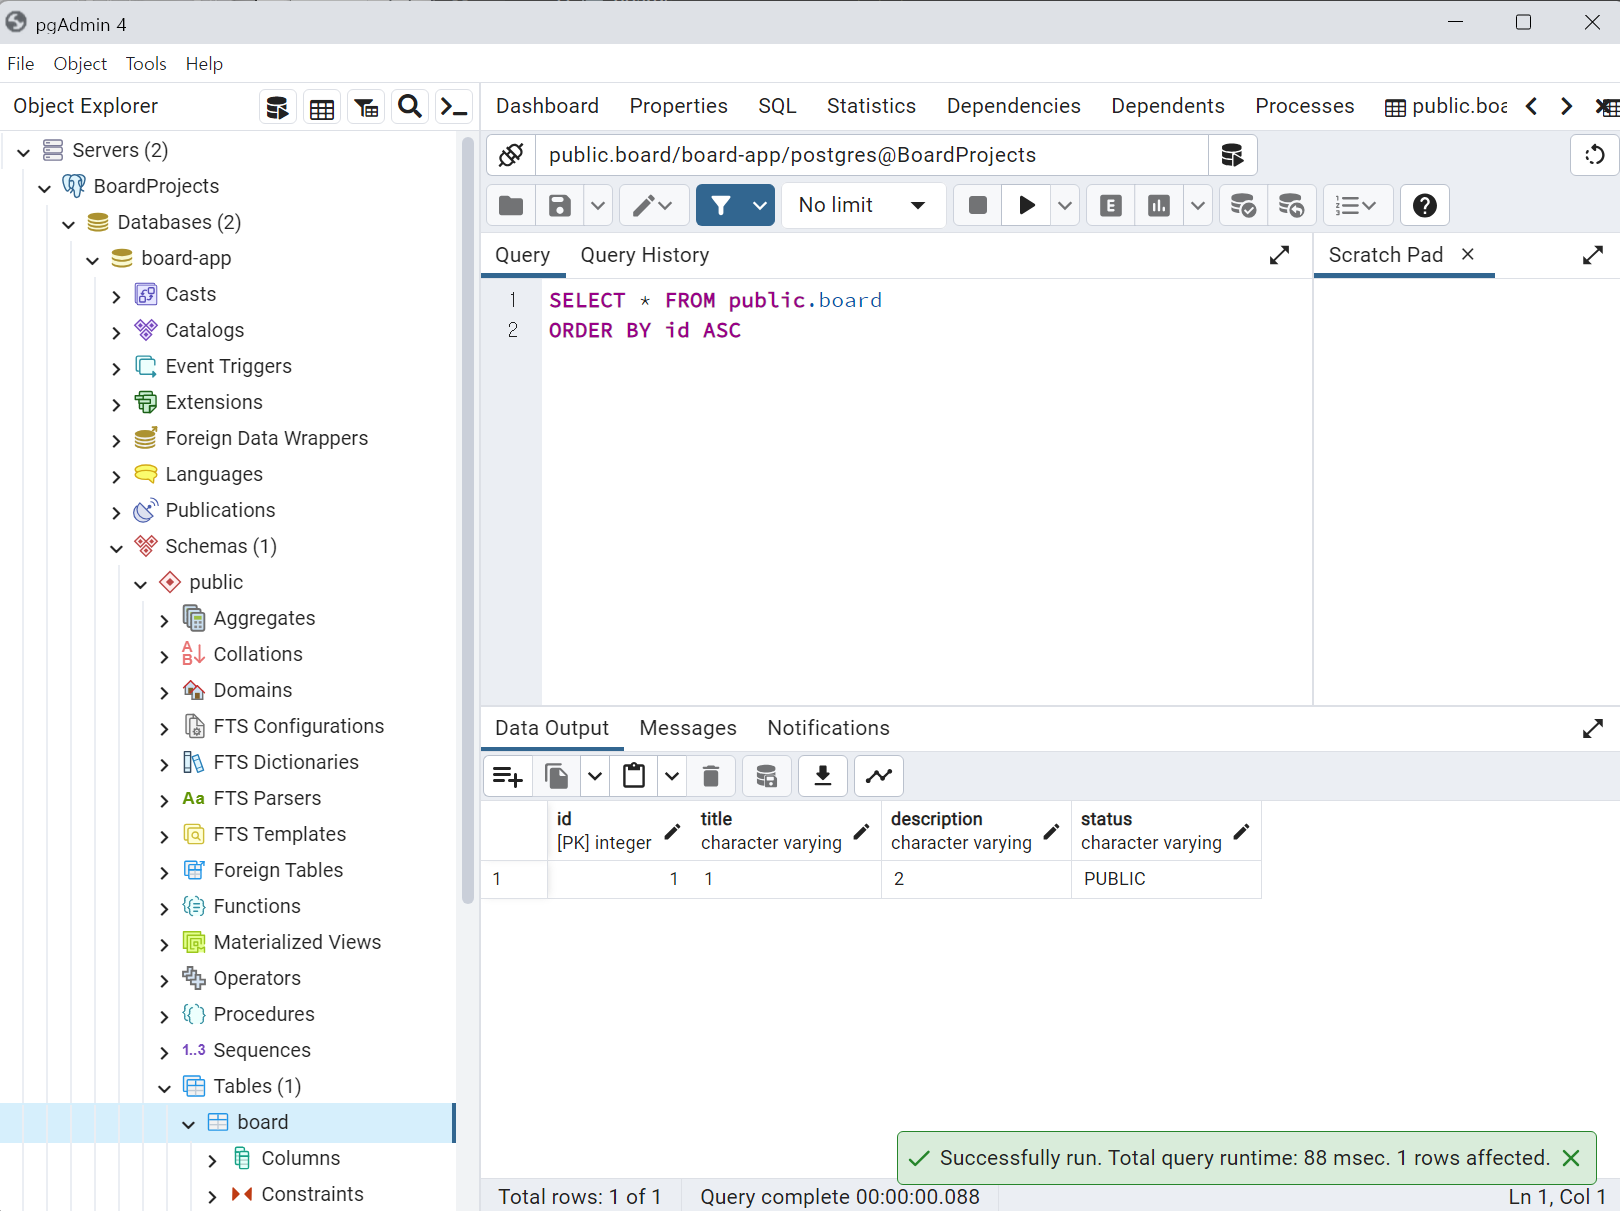 pgAdmin 4
File Object Tools Help
Object Explorer
Dashboard Properties SQL Statistics Dependencies Dependents Processes public.boa
Servers (2)
BoardProjects
Databases (2)
board-app
Casts
Catalogs
Event Triggers
Extensions
Foreign Data Wrappers
Languages
Publications
Schemas (1)
public
Aggregates
Collations
Domains
FTS Configurations
FTS Dictionaries
Aa FTS Parsers
FTS Templates
Foreign Tables
Functions
Materialized Views
Operators
Procedures
1..3 Sequences
Tables (1)
board
Columns
Constraints
public.board/board-app/postgres@BoardProjects
No limit
E
Query Query History
Scratch Pad
1 SELECT * FROM public.board
2 ORDER BY id ASC
Data Output Messages Notifications
id title description status
[PK] integer character varying character varying character varying
1 1 1 2 PUBLIC
Successfully run. Total query runtime: 88 msec. 1 rows affected.
Total rows: 1 of 1 Query complete 00:00:00.088 Ln 1, Col 1